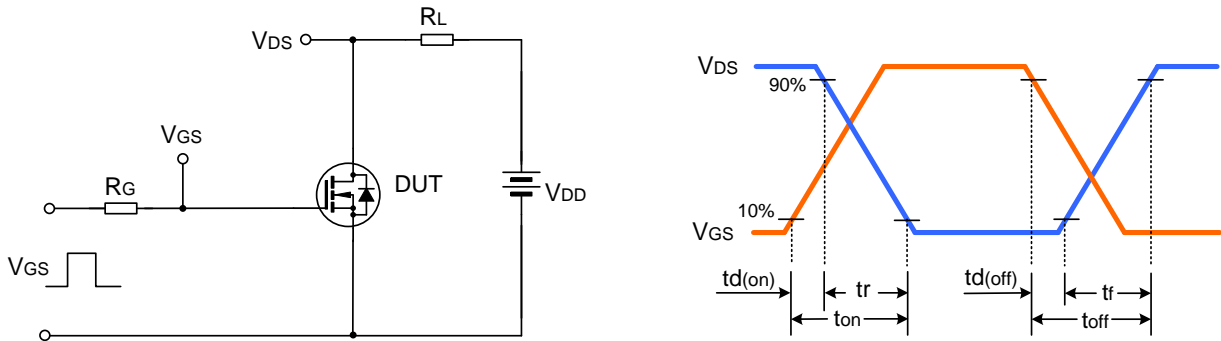 RL
VDS
VGS
RG
DUT
VDD
VGS
VDS
90%
10%
VGS
td(on)
tr
td(off)
tf
ton
toff